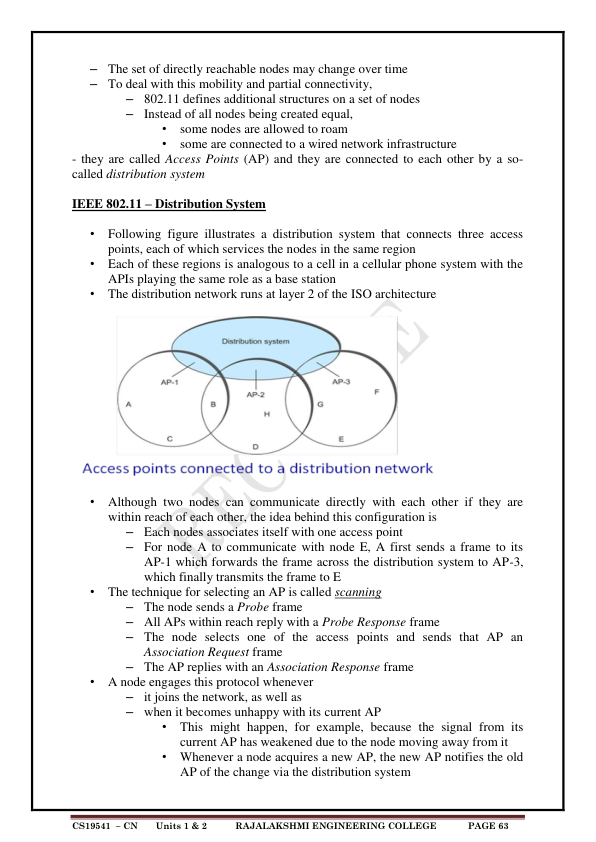 – The set of directly reachable nodes may change over time
– To deal with this mobility and partial connectivity,
– 802.11 defines additional structures on a set of nodes
– Instead of all nodes being created equal,
• some nodes are allowed to roam
• some are connected to a wired network infrastructure
- they are called Access Points (AP) and they are connected to each other by a so-
called distribution system
IEEE 802.11 – Distribution System
• Following figure illustrates a distribution system that connects three access
points, each of which services the nodes in the same region
• Each of these regions is analogous to a cell in a cellular phone system with the
APIs playing the same role as a base station
• The distribution network runs at layer 2 of the ISO architecture
Distribution system
AP-1
AP-2
AP-3
F
A
B
G
H
C
D
E
Access points connected to a distribution network
• Although two nodes can communicate directly with each other if they are
within reach of each other, the idea behind this configuration is
– Each nodes associates itself with one access point
– For node A to communicate with node E, A first sends a frame to its
AP-1 which forwards the frame across the distribution system to AP-3,
which finally transmits the frame to E
• The technique for selecting an AP is called scanning
– The node sends a Probe frame
– All APs within reach reply with a Probe Response frame
– The node selects one of the access points and sends that AP an
Association Request frame
– The AP replies with an Association Response frame
• A node engages this protocol whenever
– it joins the network, as well as
– when it becomes unhappy with its current AP
• This might happen, for example, because the signal from its
current AP has weakened due to the node moving away from it
• Whenever a node acquires a new AP, the new AP notifies the old
AP of the change via the distribution system
CS19541 – CN Units 1 & 2 RAJALAKSHMI ENGINEERING COLLEGE PAGE 63